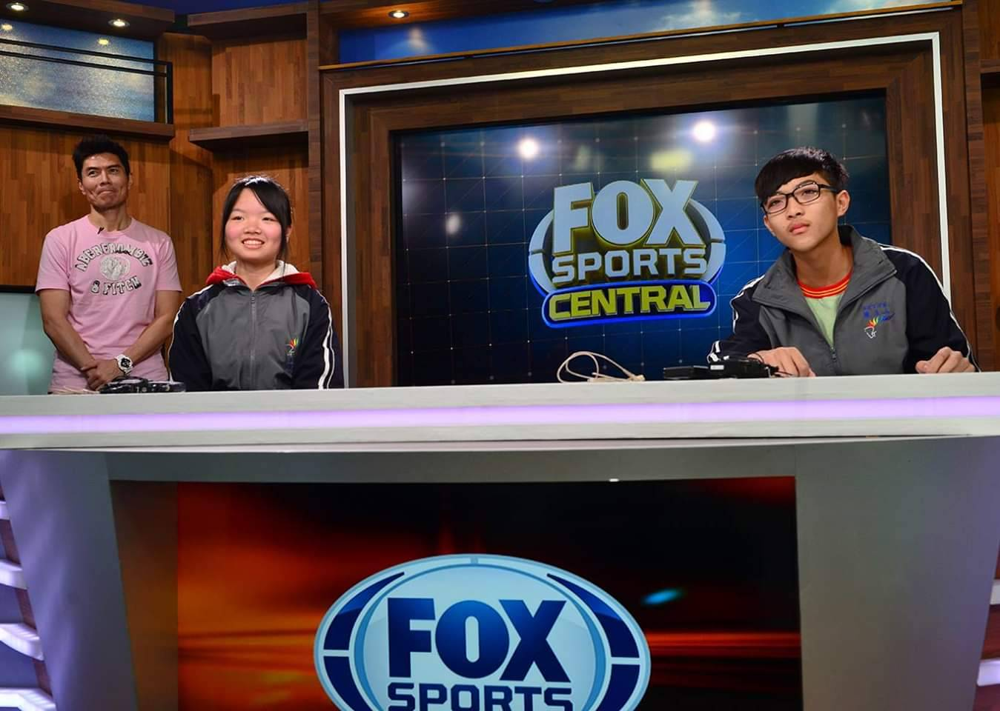 FOX
SPORTS
CENTRAL
ABERCROMBIE
& FITCH
FOX
SPORTS